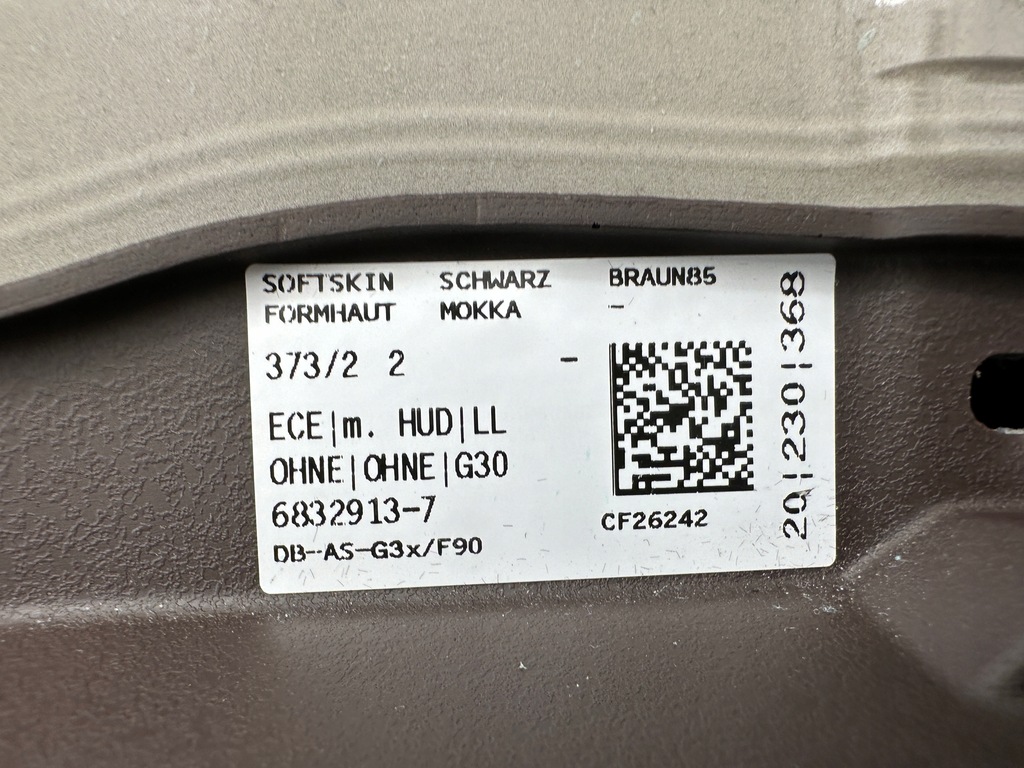 SOFTSKIN SCHWARZ BRAUN85
FORMHAUT MOKKA -
373/2 2 -
ECE|m. HUD|LL
OHNE|OHNE|G30
6832913-7
DB-AS-G3x/F90
CF26242
20¦230¦368